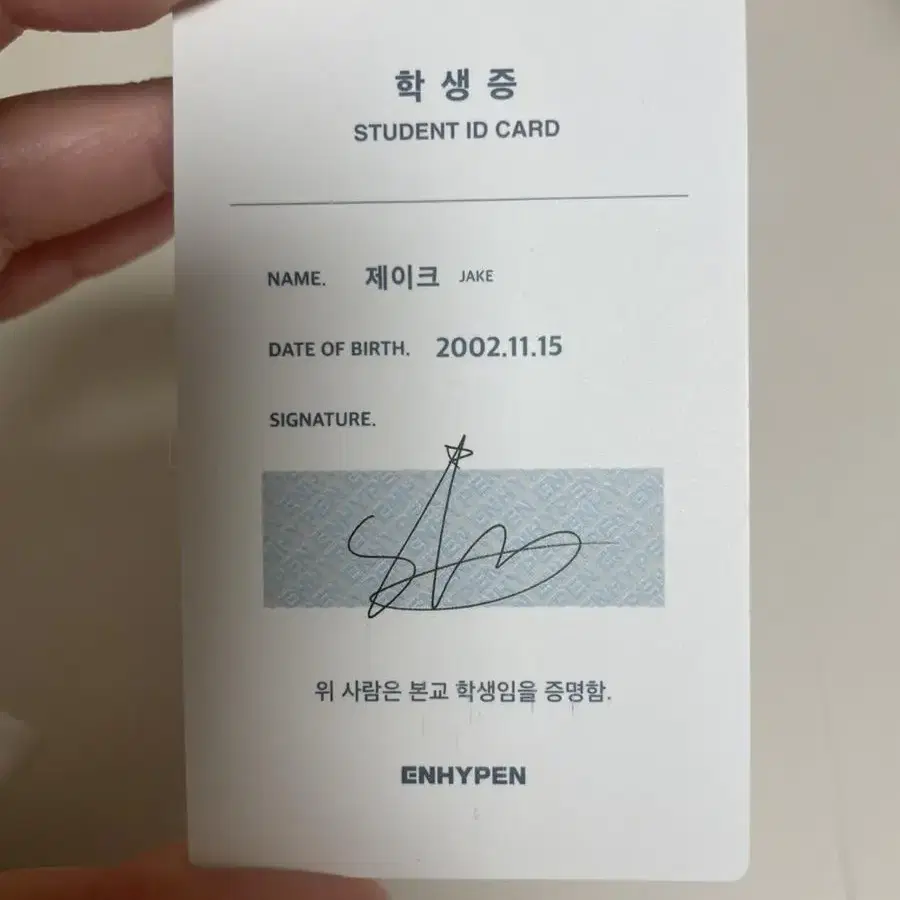 학생증
STUDENT ID CARD
NAME. 제이크 JAKE
DATE OF BIRTH. 2002.11.15
SIGNATURE.
위 사람은 본교 학생임을 증명함.
ENHYPEN